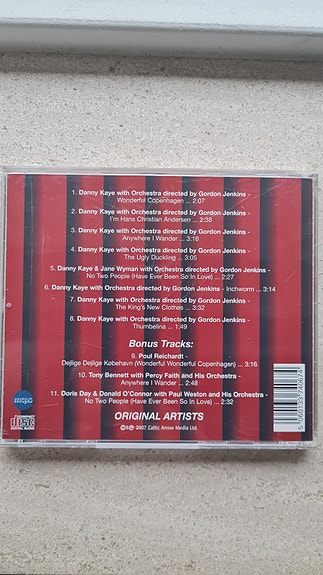 1. Danny Kaye with Orchestra directed by Gordon Jenkins -
Wonderful Copenhagen ... 2:07
2. Danny Kaye with Orchestra directed by Gordon Jenkins -
I'm Hans Christian Andersen ... 2:38
3. Danny Kaye with Orchestra directed by Gordon Jenkins -
Anywhere I Wander ... 3:16
4. Danny Kaye with Orchestra directed by Gordon Jenkins -
The Ugly Duckling ... 3:05
5. Danny Kaye & Jane Wyman with Orchestra directed by Gordon Jenkins -
No Two People (Have Ever Been So In Love) ... 2:27
6. Danny Kaye with Orchestra directed by Gordon Jenkins - Inchworm ... 3:14
7. Danny Kaye with Orchestra directed by Gordon Jenkins -
The King's New Clothes ... 3:32
8. Danny Kaye with Orchestra directed by Gordon Jenkins -
Thumbelina ... 1:49
Bonus Tracks:
9. Poul Reichardt -
Dejlige Dejlige Kobehavn (Wonderful Wonderful Copenhagen) ... 3:16
10. Tony Bennett with Percy Faith and His Orchestra -
Anywhere I Wander ... 2:48
11. Doris Day & Donald O'Connor with Paul Weston and His Orchestra -
No Two People (Have Ever Been So In Love) ... 2:32
ORIGINAL ARTISTS
℗&© 2007 Celtic Arrow Media Ltd.
mcps
COMPACT
disc
5060133740674